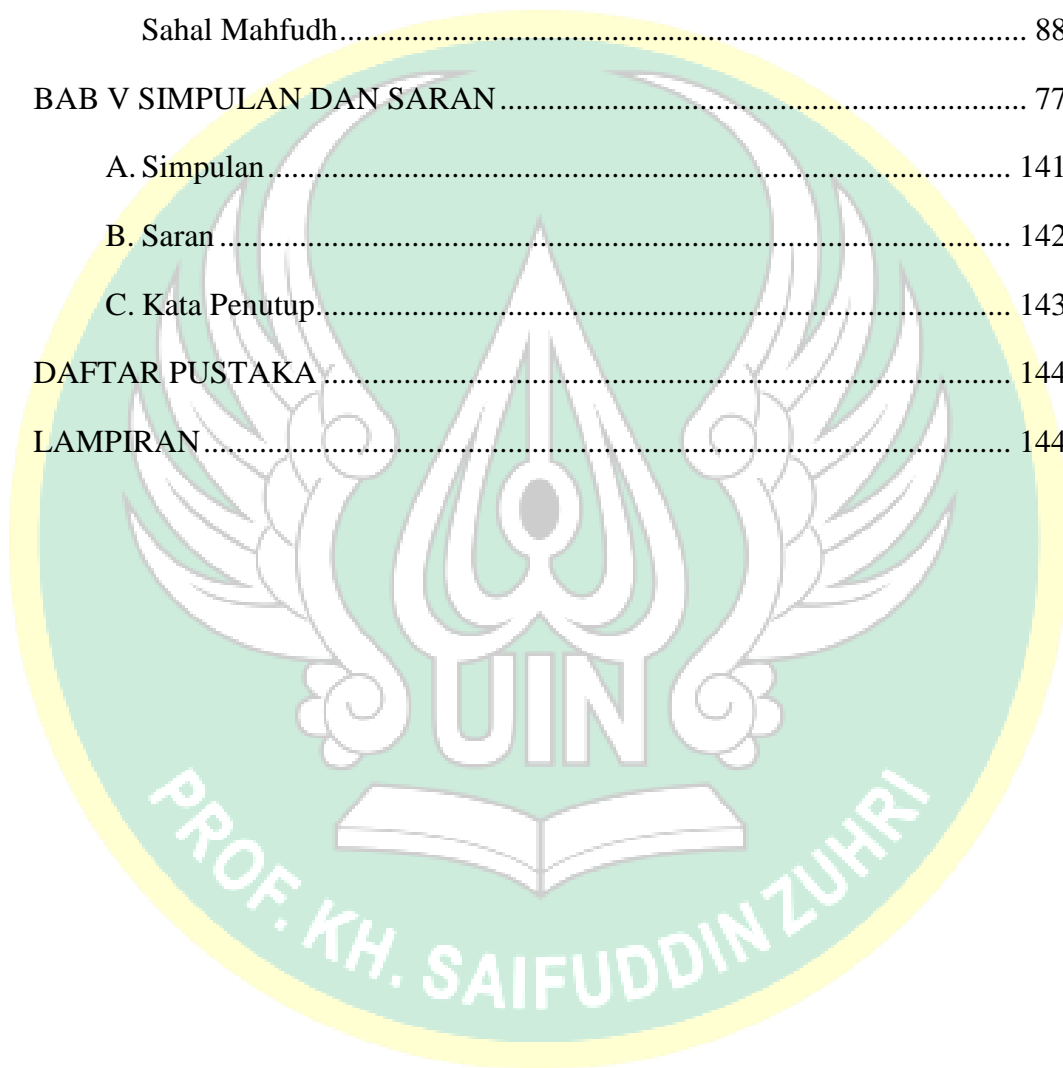 Sahal Mahfudh.......................................................................................... 88
BAB V SIMPULAN DAN SARAN..................................................................... 77
A. Simpulan................................................................................................. 141
B. Saran........................................................................................................ 142
C. Kata Penutup........................................................................................... 143
DAFTAR PUSTAKA.......................................................................................... 144
LAMPIRAN.......................................................................................................... 144
UIN
PROF. KH. SAIFUDDIN ZUHRI